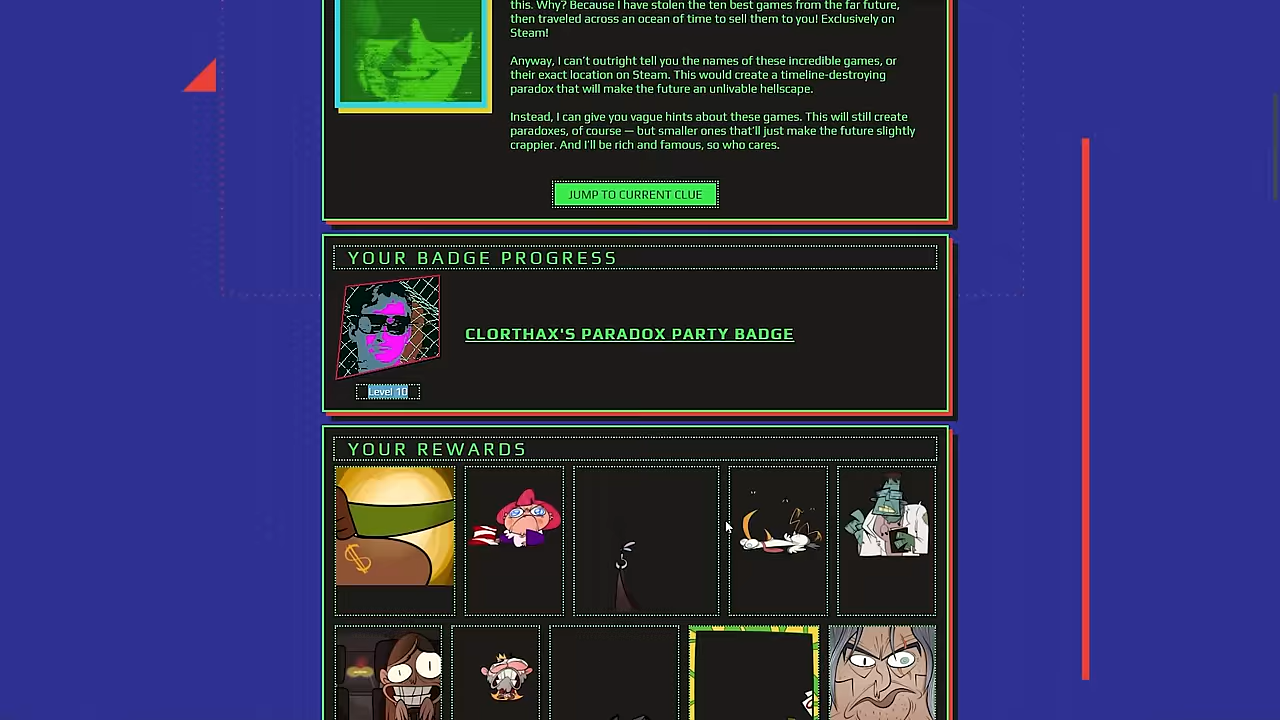 this. Why? Because I have stolen the ten best games from the far future,
then traveled across an ocean of time to sell them to you! Exclusively on
Steam!
Anyway, I can't outright tell you the names of these incredible games, or
their exact location on Steam. This would create a timeline-destroying
paradox that will make the future an unlivable hellscape.
Instead, I can give you vague hints about these games. This will still create
paradoxes, of course — but smaller ones that'll just make the future slightly
crappier. And I'll be rich and famous, so who cares.
JUMP TO CURRENT CLUE
YOUR BADGE PROGRESS
CLORTHAX'S PARADOX PARTY BADGE
Level 10
YOUR REWARDS
$